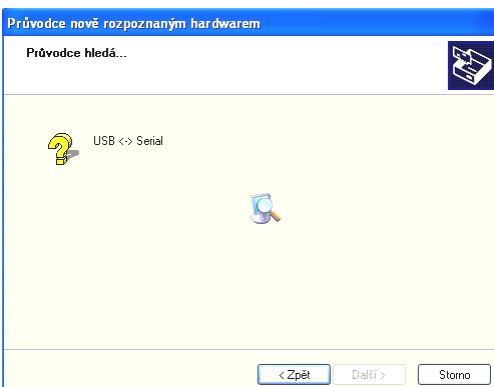 Průvodce nově rozpoznaným hardwarem
Průvodce hledá...
USB <-> Serial
< Zpět
Další >
Storno